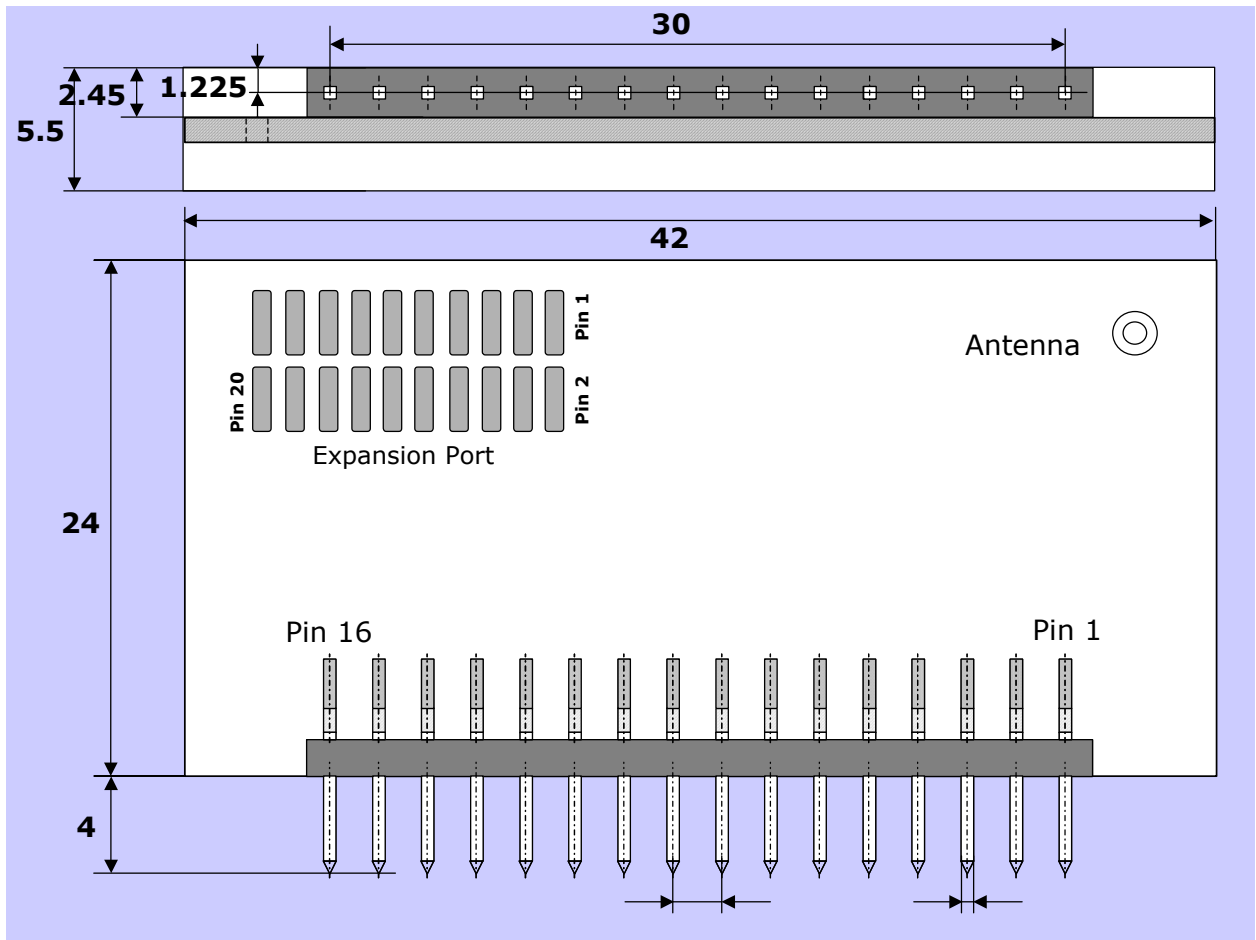 30
1.225
2.45
5.5
42
Pin 1
Antenna
Pin 20
Pin 2
Expansion Port
24
Pin 16
Pin 1
4